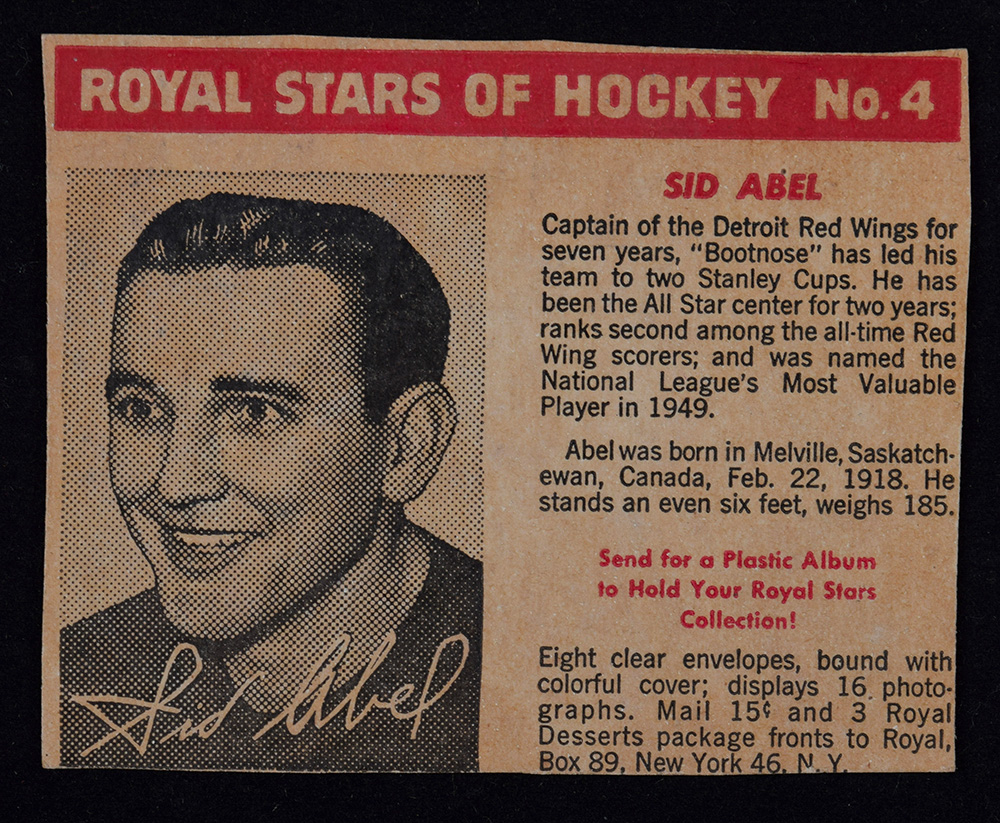 ROYAL STARS OF HOCKEY No. 4
SID ABEL
Captain of the Detroit Red Wings for
seven years, "Bootnose" has led his
team to two Stanley Cups. He has
been the All Star center for two years;
ranks second among the all-time Red
Wing scorers; and was named the
National League's Most Valuable
Player in 1949.
Abel was born in Melville, Saskatch-
ewan, Canada, Feb. 22, 1918. He
stands an even six feet, weighs 185.
Send for a Plastic Album
to Hold Your Royal Stars
Collection!
Eight clear envelopes, bound with
colorful cover; displays 16 photo-
graphs. Mail 15¢ and 3 Royal
Desserts package fronts to Royal,
Box 89, New York 46, N.Y.
Sid Abel